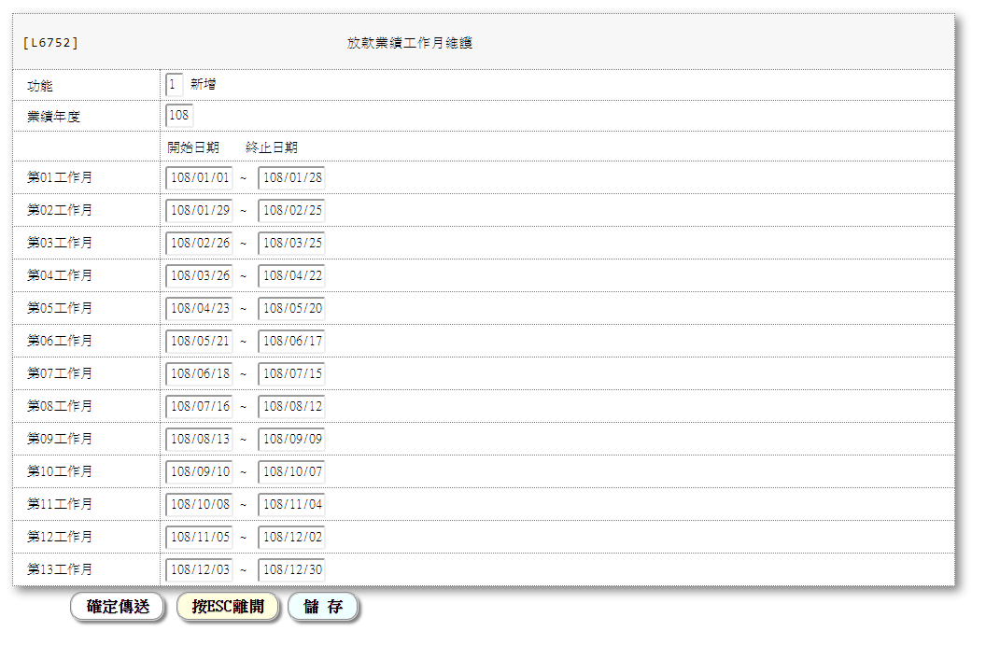 [L6752] 放款業績工作月維護
功能 1 新增
業績年度 108
開始日期 終止日期
第01工作月 108/01/01 ~ 108/01/28
第02工作月 108/01/29 ~ 108/02/25
第03工作月 108/02/26 ~ 108/03/25
第04工作月 108/03/26 ~ 108/04/22
第05工作月 108/04/23 ~ 108/05/20
第06工作月 108/05/21 ~ 108/06/17
第07工作月 108/06/18 ~ 108/07/15
第08工作月 108/07/16 ~ 108/08/12
第09工作月 108/08/13 ~ 108/09/09
第10工作月 108/09/10 ~ 108/10/07
第11工作月 108/10/08 ~ 108/11/04
第12工作月 108/11/05 ~ 108/12/02
第13工作月 108/12/03 ~ 108/12/30
確定傳送 按ESC離開 儲 存